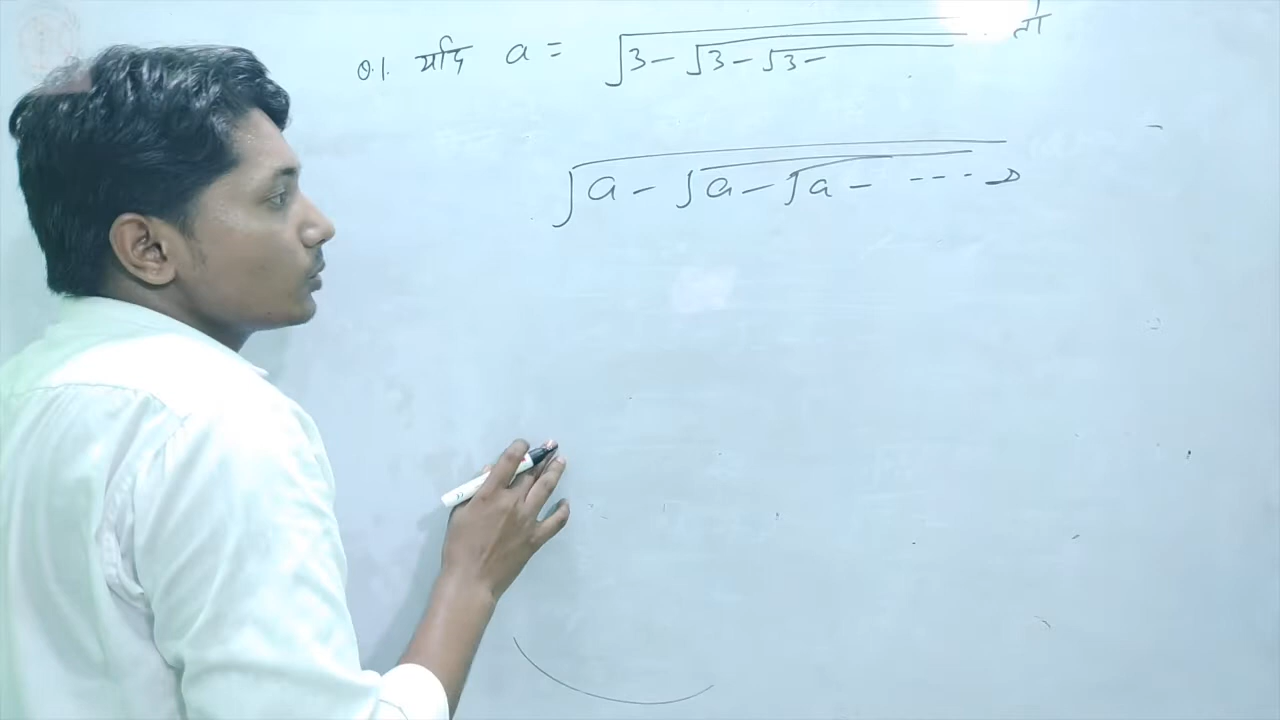 Q.1. यदि a = √3 - √3 - √3 - तो
√a - √a - √a - ---- ∞